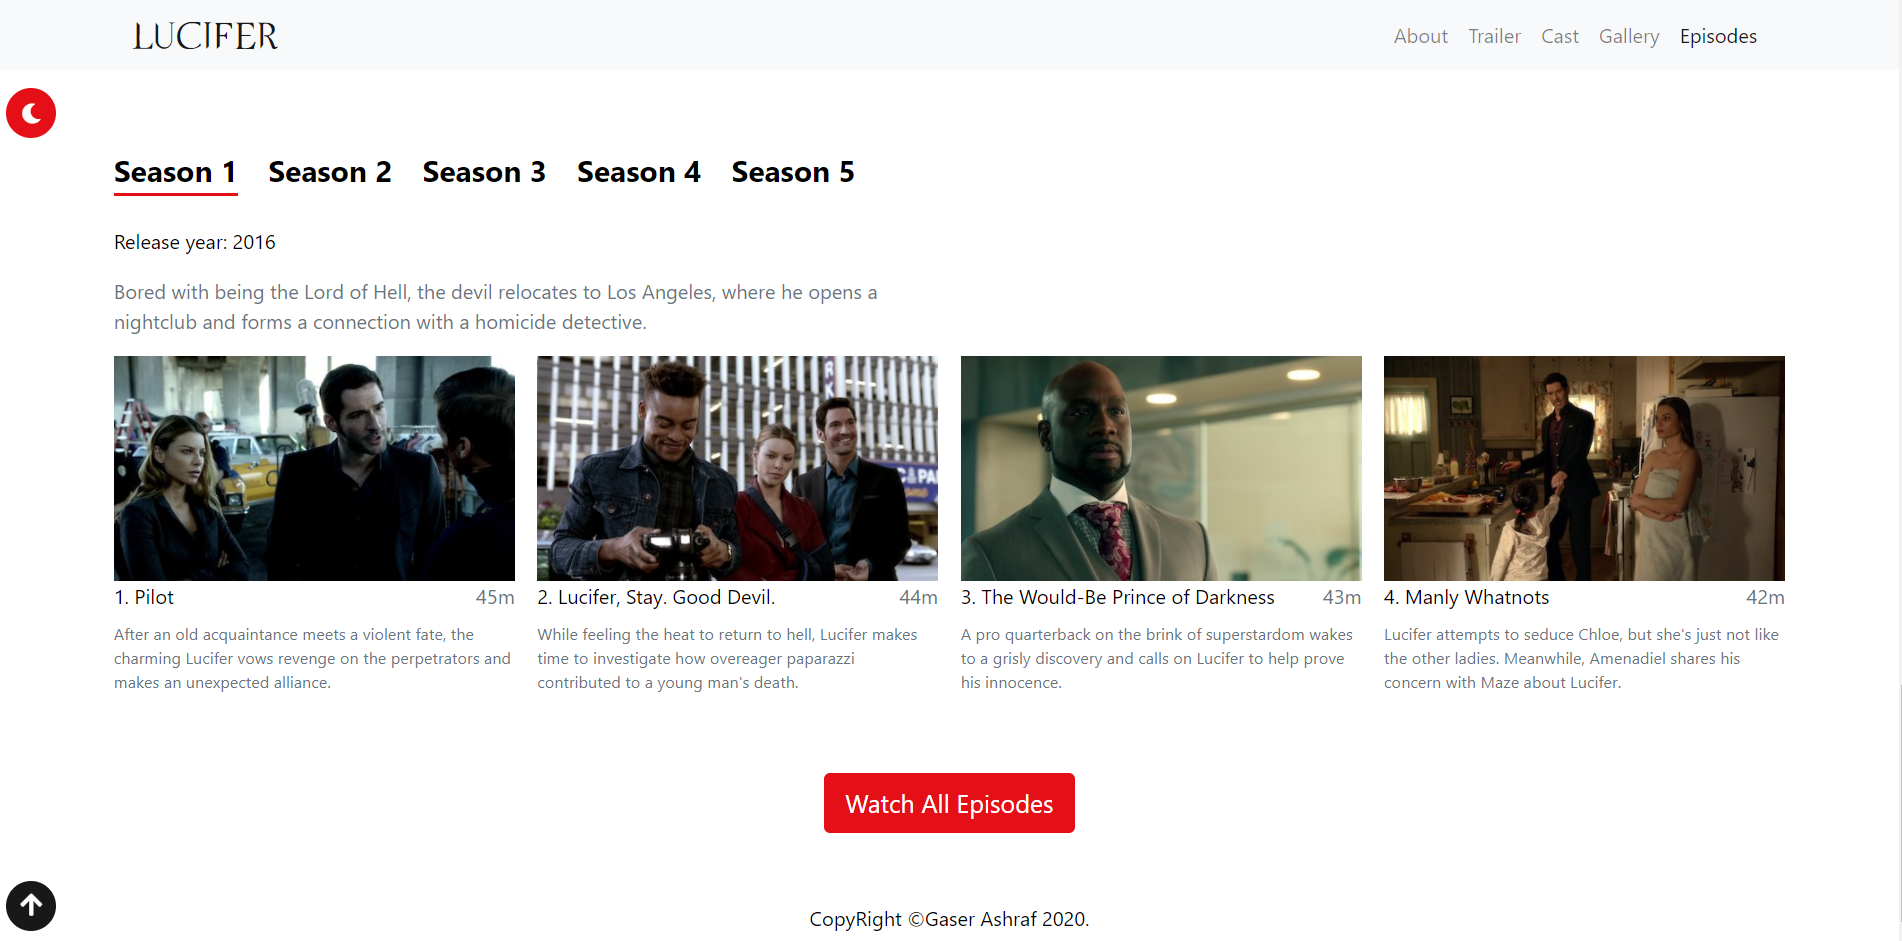 LUCIFER
About Trailer Cast Gallery Episodes
Season 1 Season 2 Season 3 Season 4 Season 5
Release year: 2016
Bored with being the Lord of Hell, the devil relocates to Los Angeles, where he opens a
nightclub and forms a connection with a homicide detective.
1. Pilot 45m
After an old acquaintance meets a violent fate, the
charming Lucifer vows revenge on the perpetrators and
makes an unexpected alliance.
2. Lucifer, Stay. Good Devil. 44m
While feeling the heat to return to hell, Lucifer makes
time to investigate how overeager paparazzi
contributed to a young man's death.
3. The Would-Be Prince of Darkness 43m
A pro quarterback on the brink of superstardom wakes
to a grisly discovery and calls on Lucifer to help prove
his innocence.
4. Manly Whatnots 42m
Lucifer attempts to seduce Chloe, but she's just not like
the other ladies. Meanwhile, Amenadiel shares his
concern with Maze about Lucifer.
Watch All Episodes
CopyRight ©Gaser Ashraf 2020.